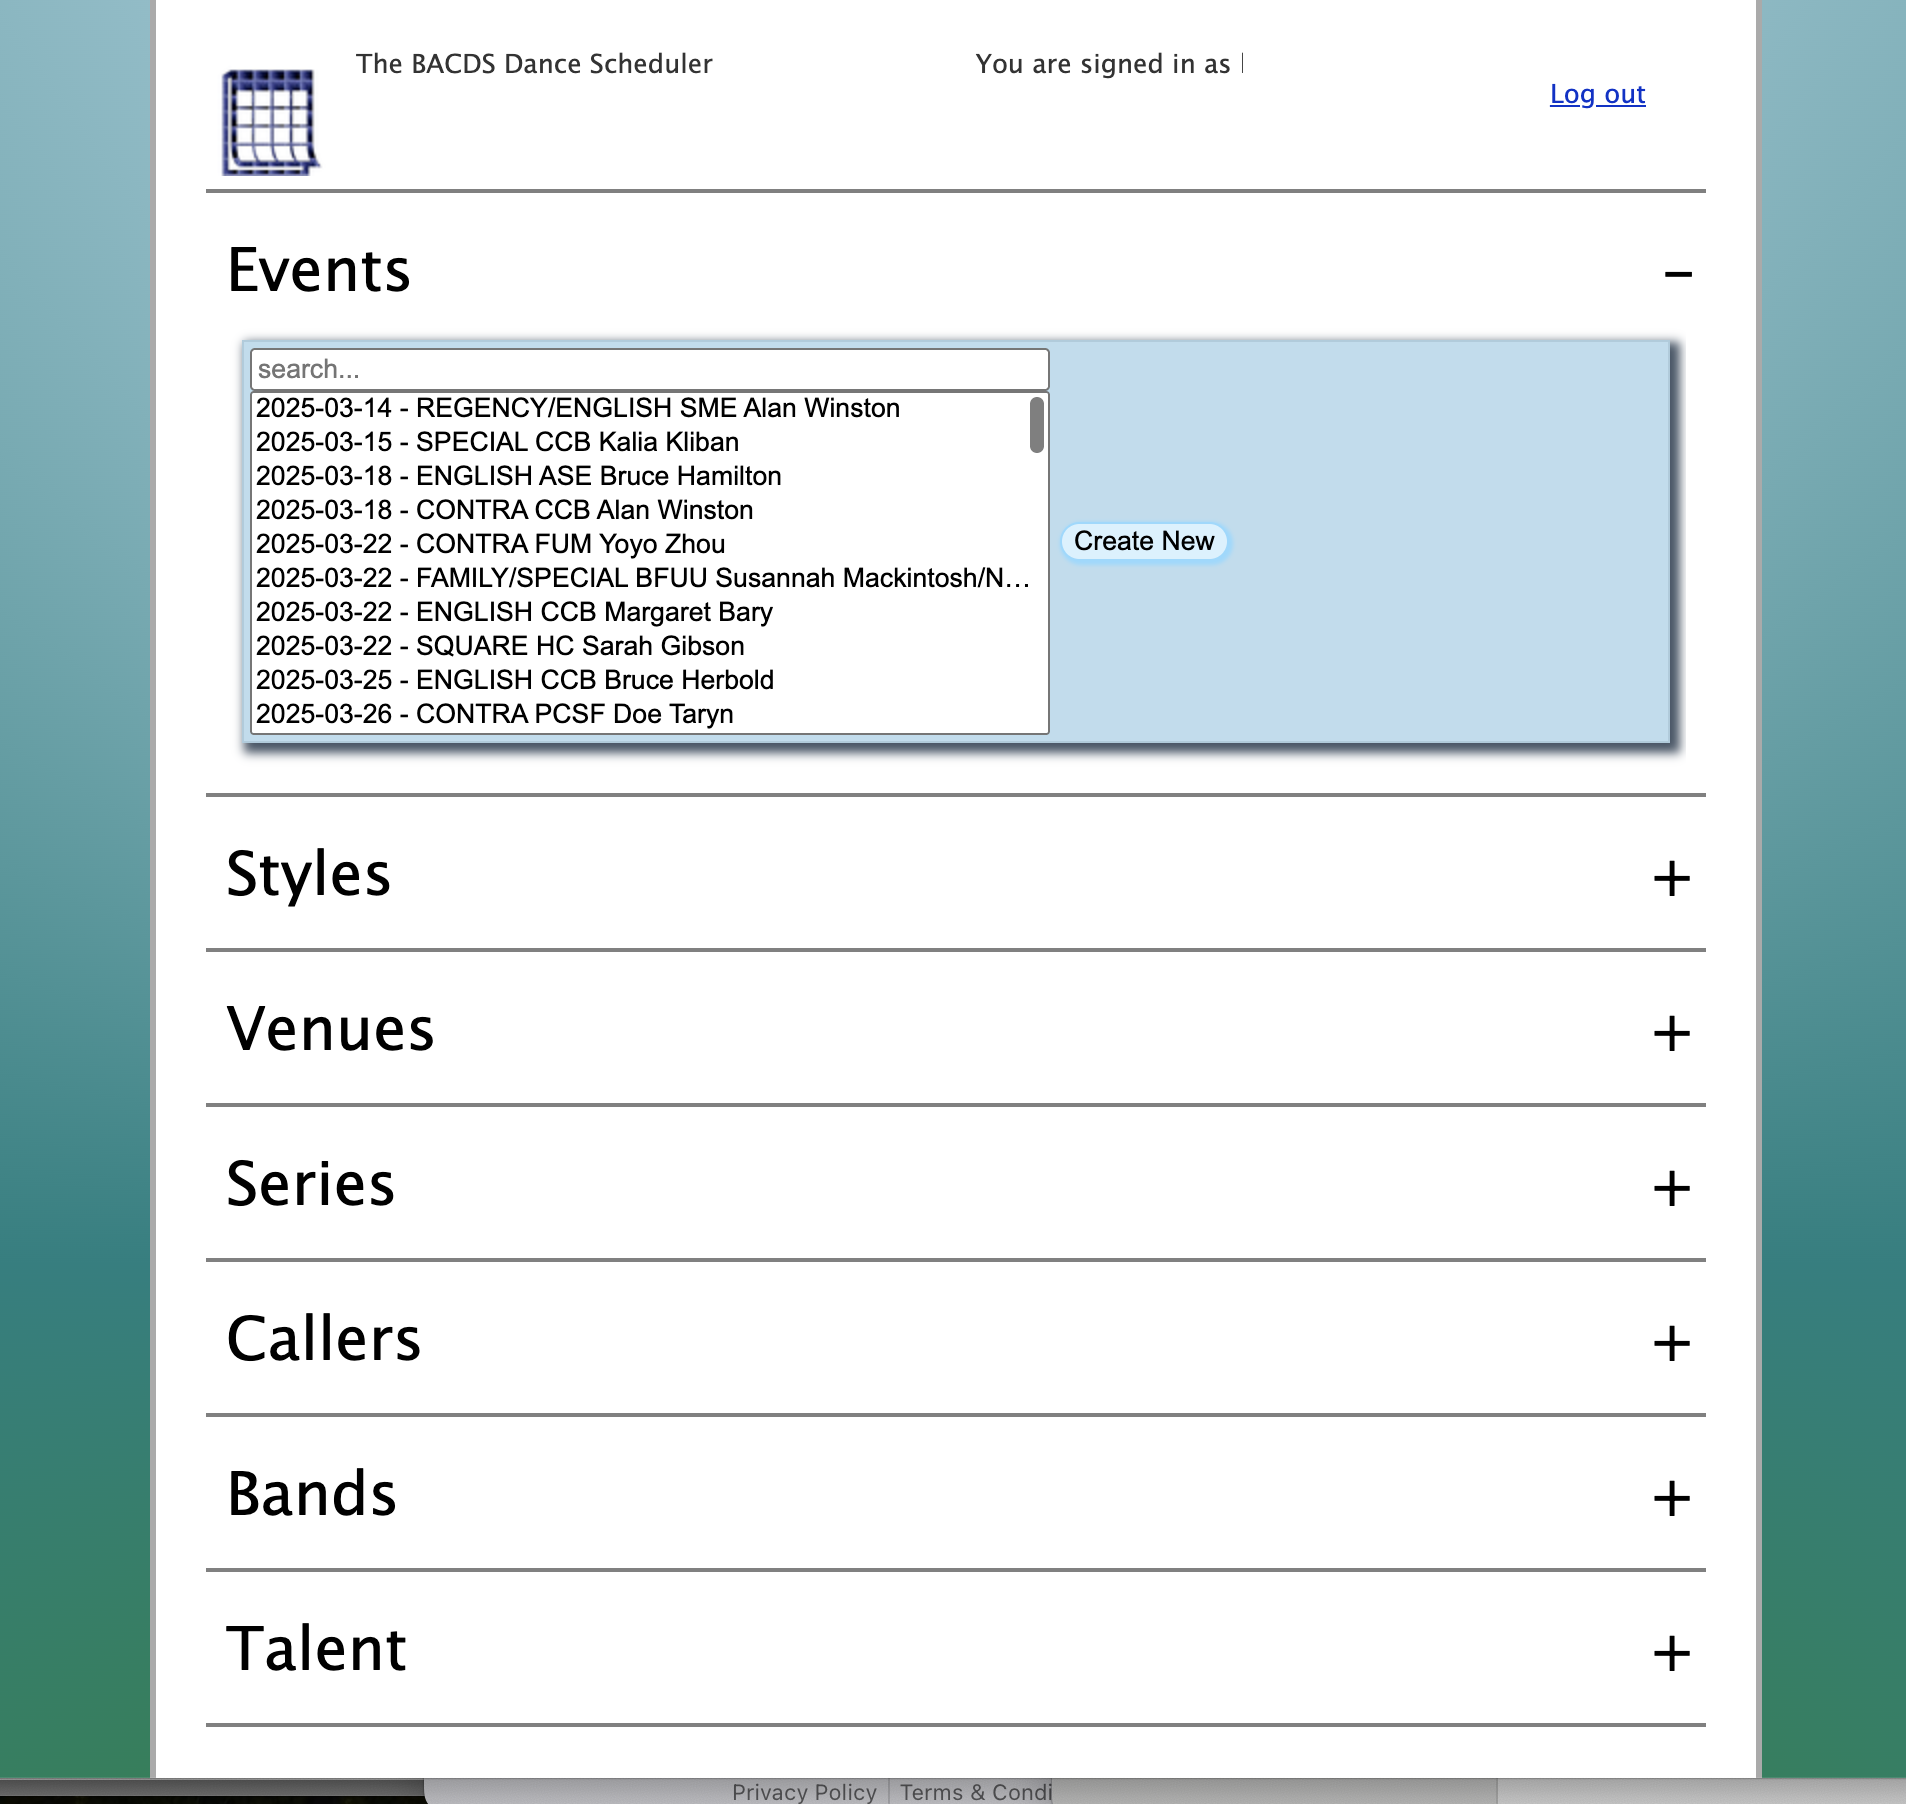 The BACDS Dance Scheduler
You are signed in as
Log out
Events
−
search...
2025-03-14 - REGENCY/ENGLISH SME Alan Winston
2025-03-15 - SPECIAL CCB Kalia Kliban
2025-03-18 - ENGLISH ASE Bruce Hamilton
2025-03-18 - CONTRA CCB Alan Winston
2025-03-22 - CONTRA FUM Yoyo Zhou
2025-03-22 - FAMILY/SPECIAL BFUU Susannah Mackintosh/N...
2025-03-22 - ENGLISH CCB Margaret Bary
2025-03-22 - SQUARE HC Sarah Gibson
2025-03-25 - ENGLISH CCB Bruce Herbold
2025-03-26 - CONTRA PCSF Doe Taryn
Create New
Styles
+
Venues
+
Series
+
Callers
+
Bands
+
Talent
+
Privacy Policy
Terms & Condi